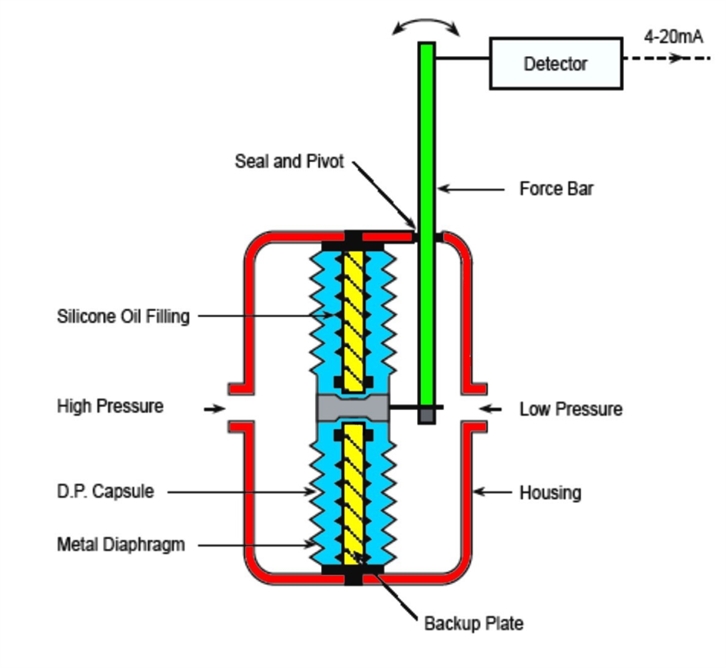 4-20mA
Detector
Seal and Pivot
Force Bar
Silicone Oil Filling
High Pressure
Low Pressure
D.P. Capsule
Housing
Metal Diaphragm
Backup Plate